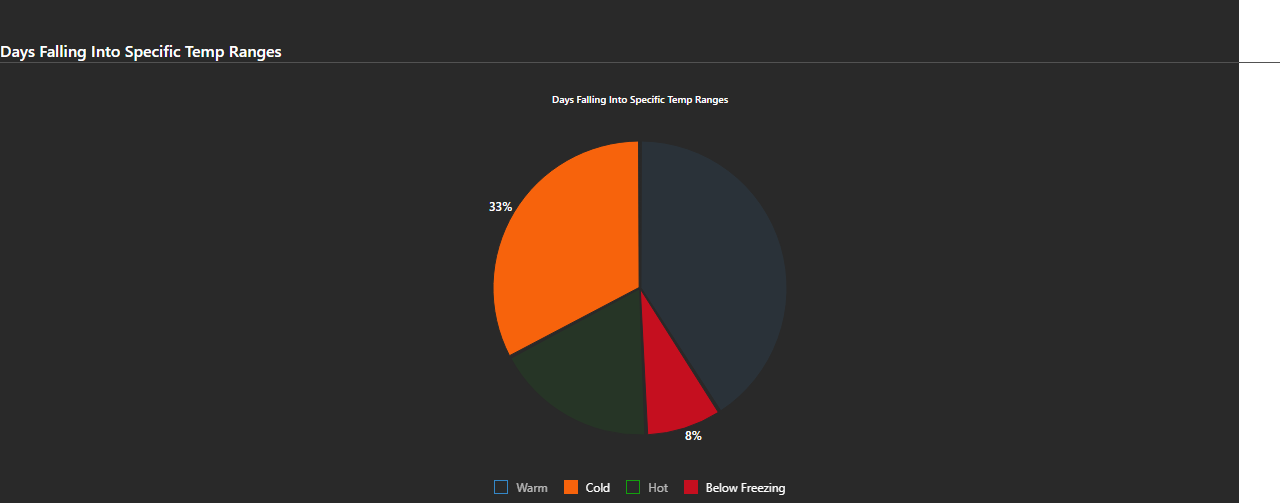 Days Falling Into Specific Temp Ranges
Days Falling Into Specific Temp Ranges
33%
8%
Warm Cold Hot Below Freezing